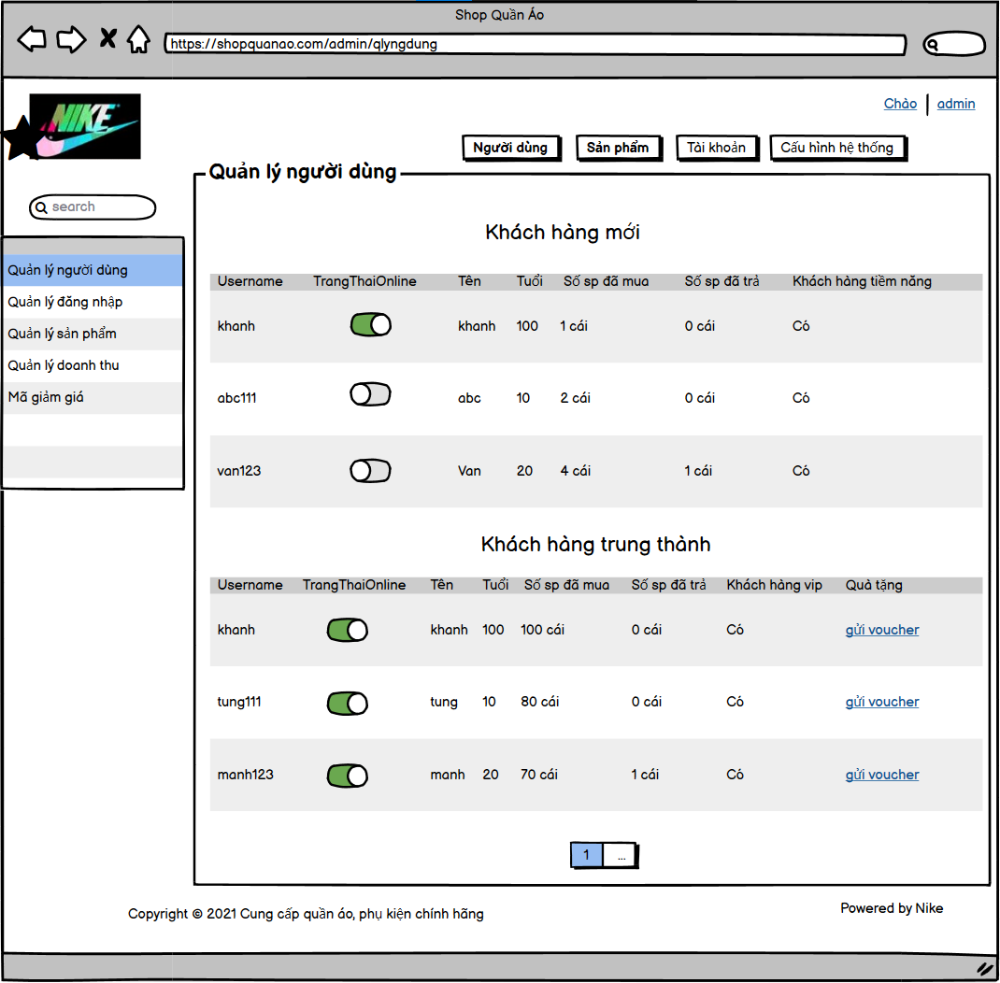 Shop Quần Áo
https://shopquanao.com/admin/qlyngdung
NIKE
Chào admin
Người dùng Sản phẩm Tài khoản Cấu hình hệ thống
Quản lý người dùng
search
Quản lý người dùng
Quản lý đăng nhập
Quản lý sản phẩm
Quản lý doanh thu
Mã giảm giá
Khách hàng mới
Username TrangThaiOnline Tên Tuổi Số sp đã mua Số sp đã trả Khách hàng tiềm năng
khanh khanh 100 1 cái 0 cái Có
abc111 abc 10 2 cái 0 cái Có
van123 Van 20 4 cái 1 cái Có
Khách hàng trung thành
Username TrangThaiOnline Tên Tuổi Số sp đã mua Số sp đã trả Khách hàng vip Quà tặng
khanh khanh 100 100 cái 0 cái Có gửi voucher
tung111 tung 10 80 cái 0 cái Có gửi voucher
manh123 manh 20 70 cái 1 cái Có gửi voucher
1 ...
Copyright © 2021 Cung cấp quần áo, phụ kiện chính hãng
Powered by Nike